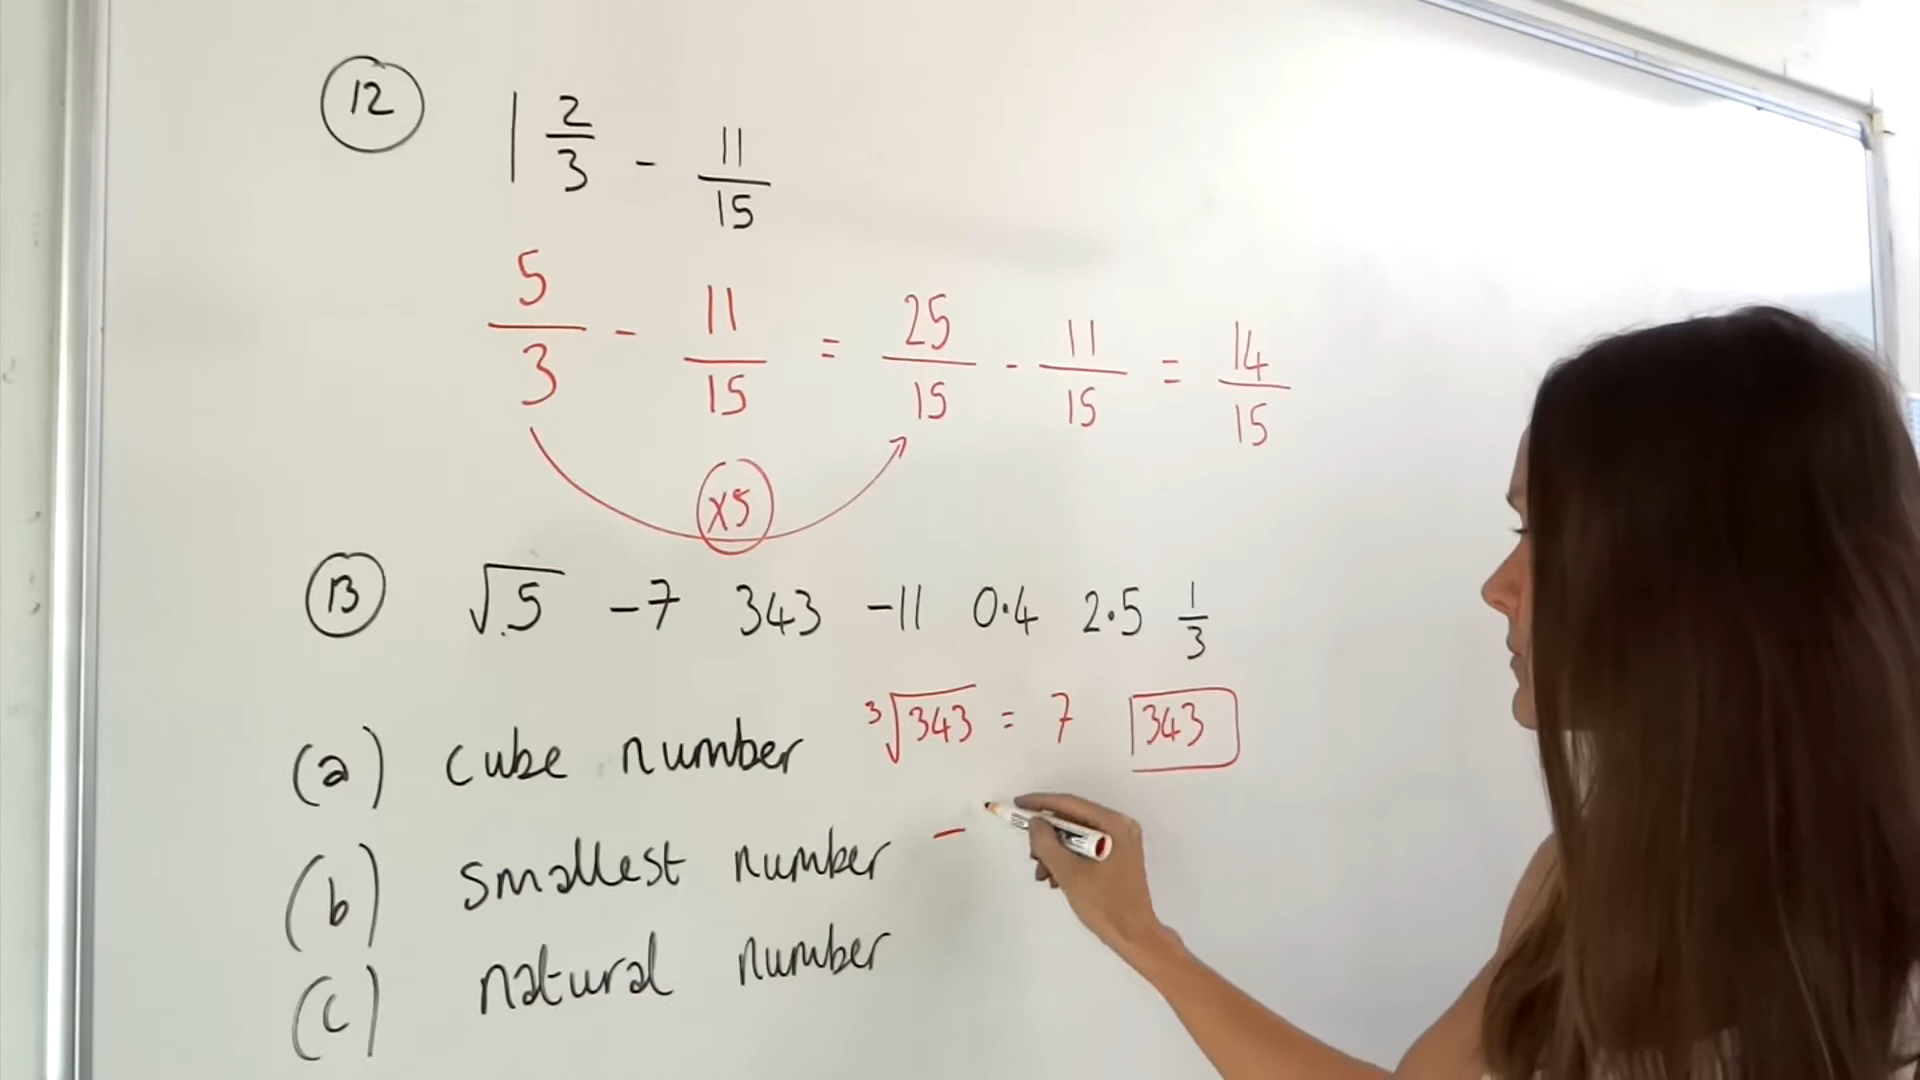 12 1 2/3 - 11/15
5/3 - 11/15 = 25/15 - 11/15 = 14/15
×5
13 √.5 -7 343 -11 0·4 2·5 1/3
(a) cube number ³√343 = 7 343
(b) smallest number -
(c) natural number